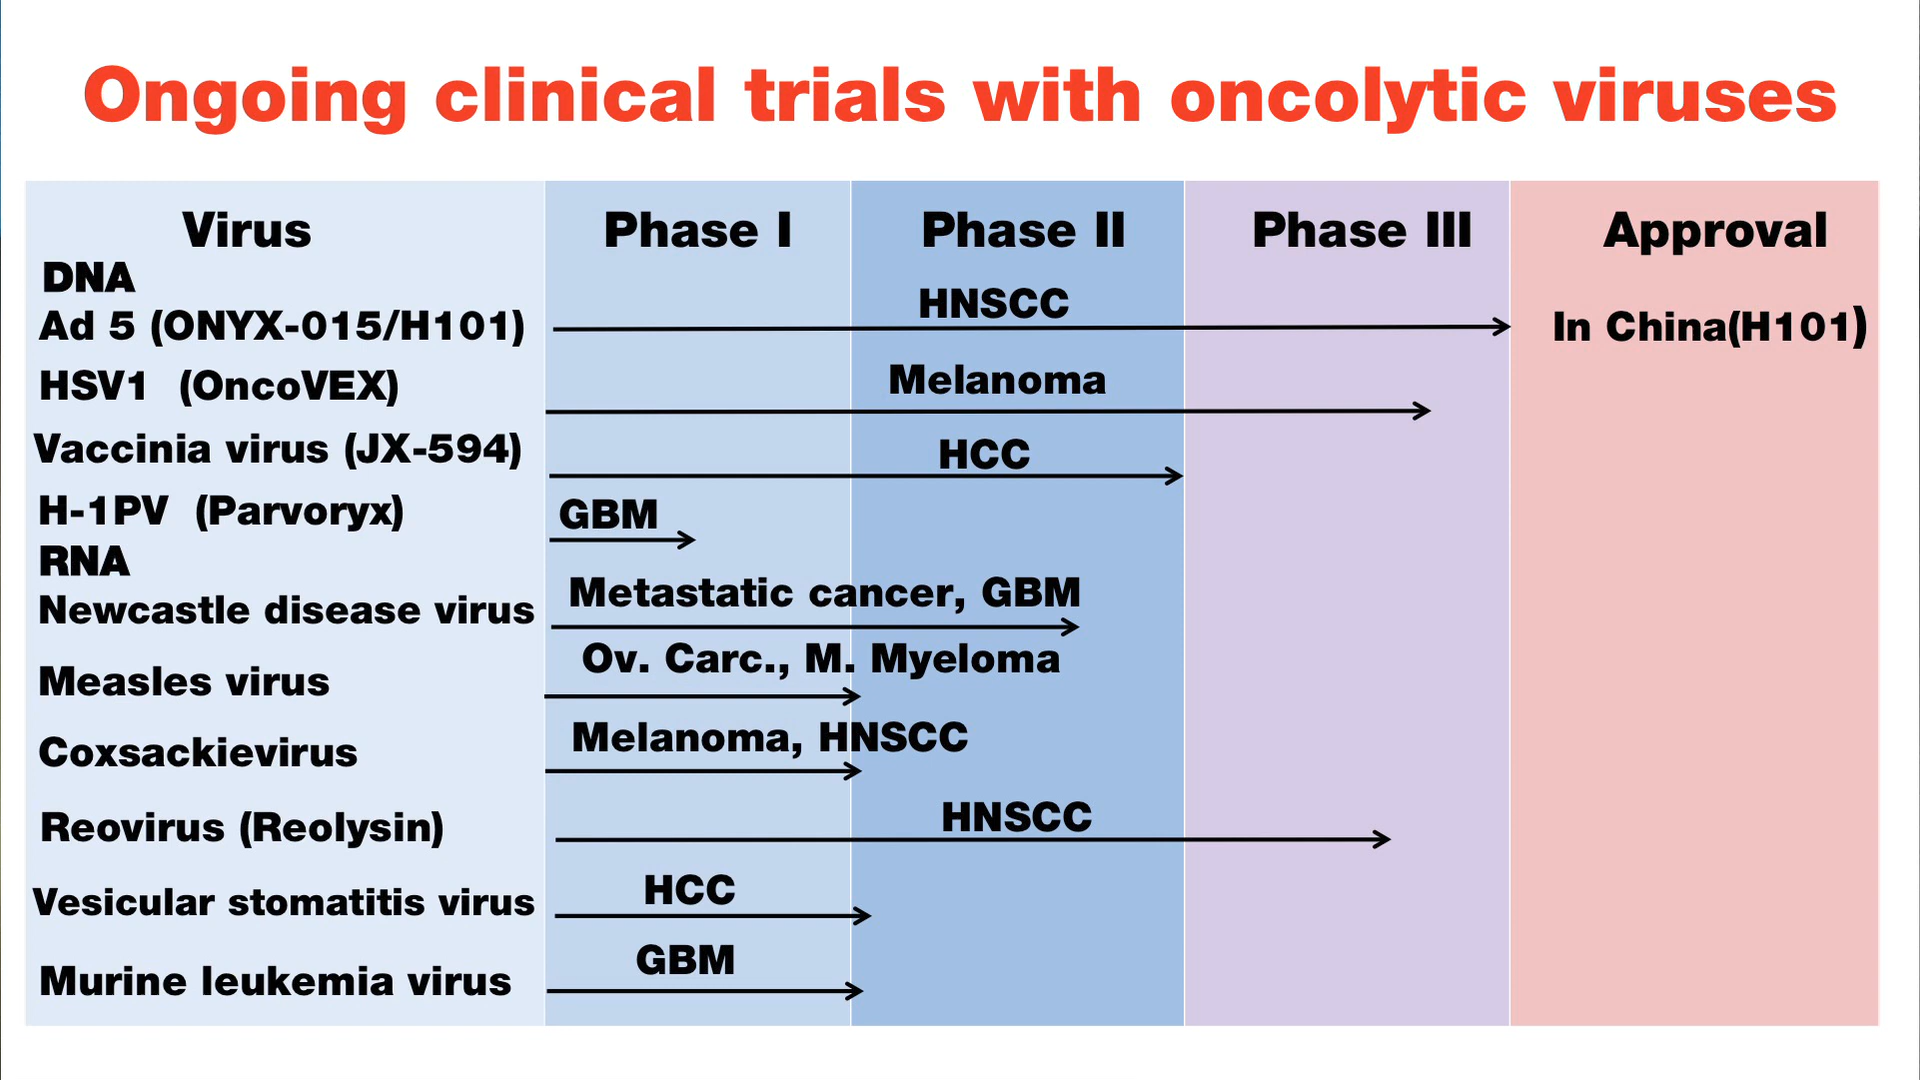 Ongoing clinical trials with oncolytic viruses
Virus Phase I Phase II Phase III Approval
DNA
Ad 5 (ONYX-015/H101) HNSCC In China(H101)
HSV1 (OncoVEX) Melanoma
Vaccinia virus (JX-594) HCC
H-1PV (Parvoryx) GBM
RNA
Newcastle disease virus Metastatic cancer, GBM
Measles virus Ov. Carc., M. Myeloma
Coxsackievirus Melanoma, HNSCC
Reovirus (Reolysin) HNSCC
Vesicular stomatitis virus HCC
Murine leukemia virus GBM